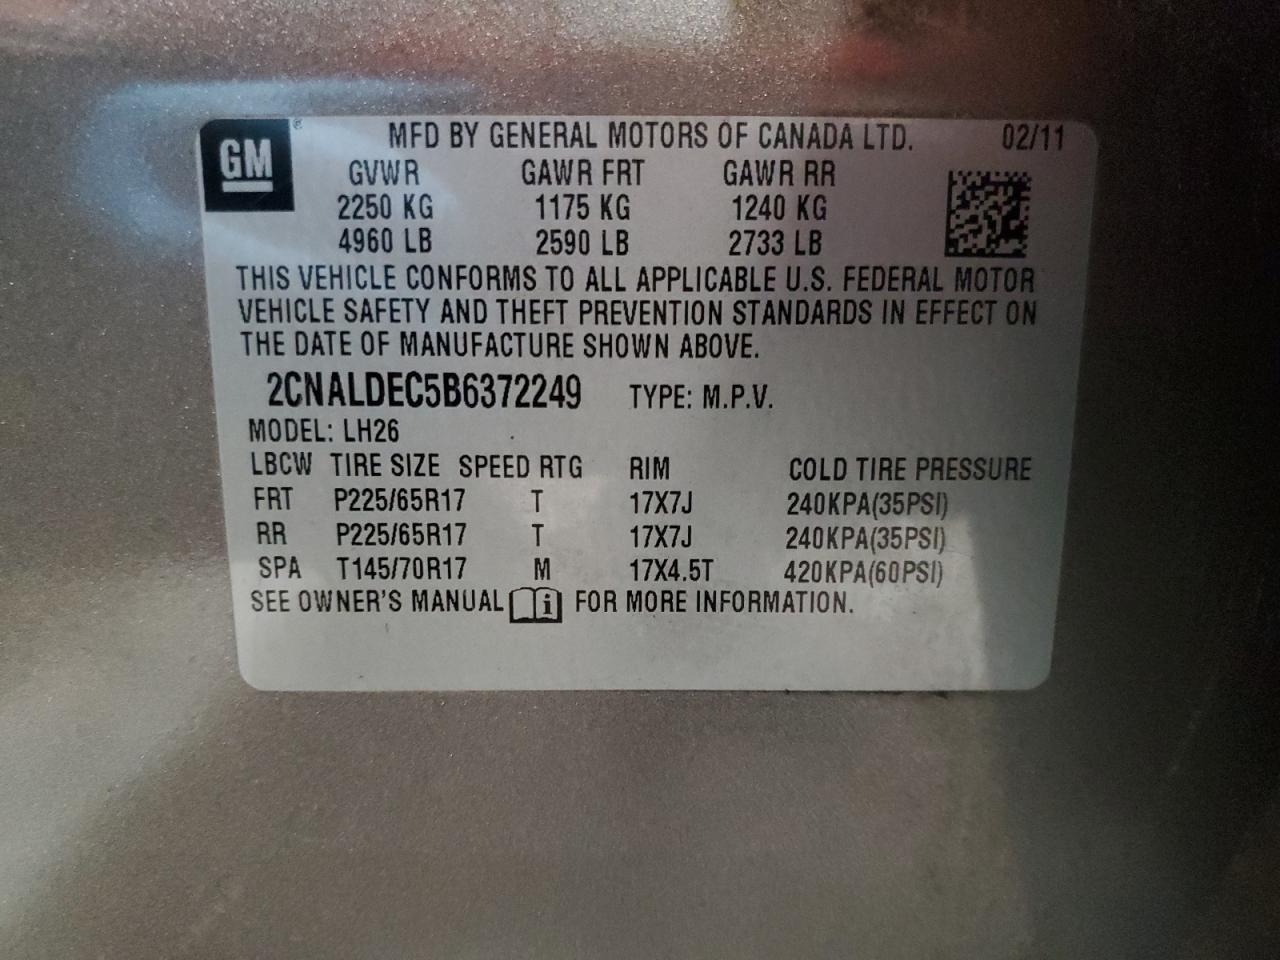 GM ® MFD BY GENERAL MOTORS OF CANADA LTD. 02/11
GVWR GAWR FRT GAWR RR
2250 KG 1175 KG 1240 KG
4960 LB 2590 LB 2733 LB
THIS VEHICLE CONFORMS TO ALL APPLICABLE U.S. FEDERAL MOTOR
VEHICLE SAFETY AND THEFT PREVENTION STANDARDS IN EFFECT ON
THE DATE OF MANUFACTURE SHOWN ABOVE.
2CNALDEC5B6372249 TYPE: M.P.V.
MODEL: LH26
LBCW TIRE SIZE SPEED RTG RIM COLD TIRE PRESSURE
FRT P225/65R17 T 17X7J 240KPA(35PSI)
RR P225/65R17 T 17X7J 240KPA(35PSI)
SPA T145/70R17 M 17X4.5T 420KPA(60PSI)
SEE OWNER'S MANUAL i FOR MORE INFORMATION.